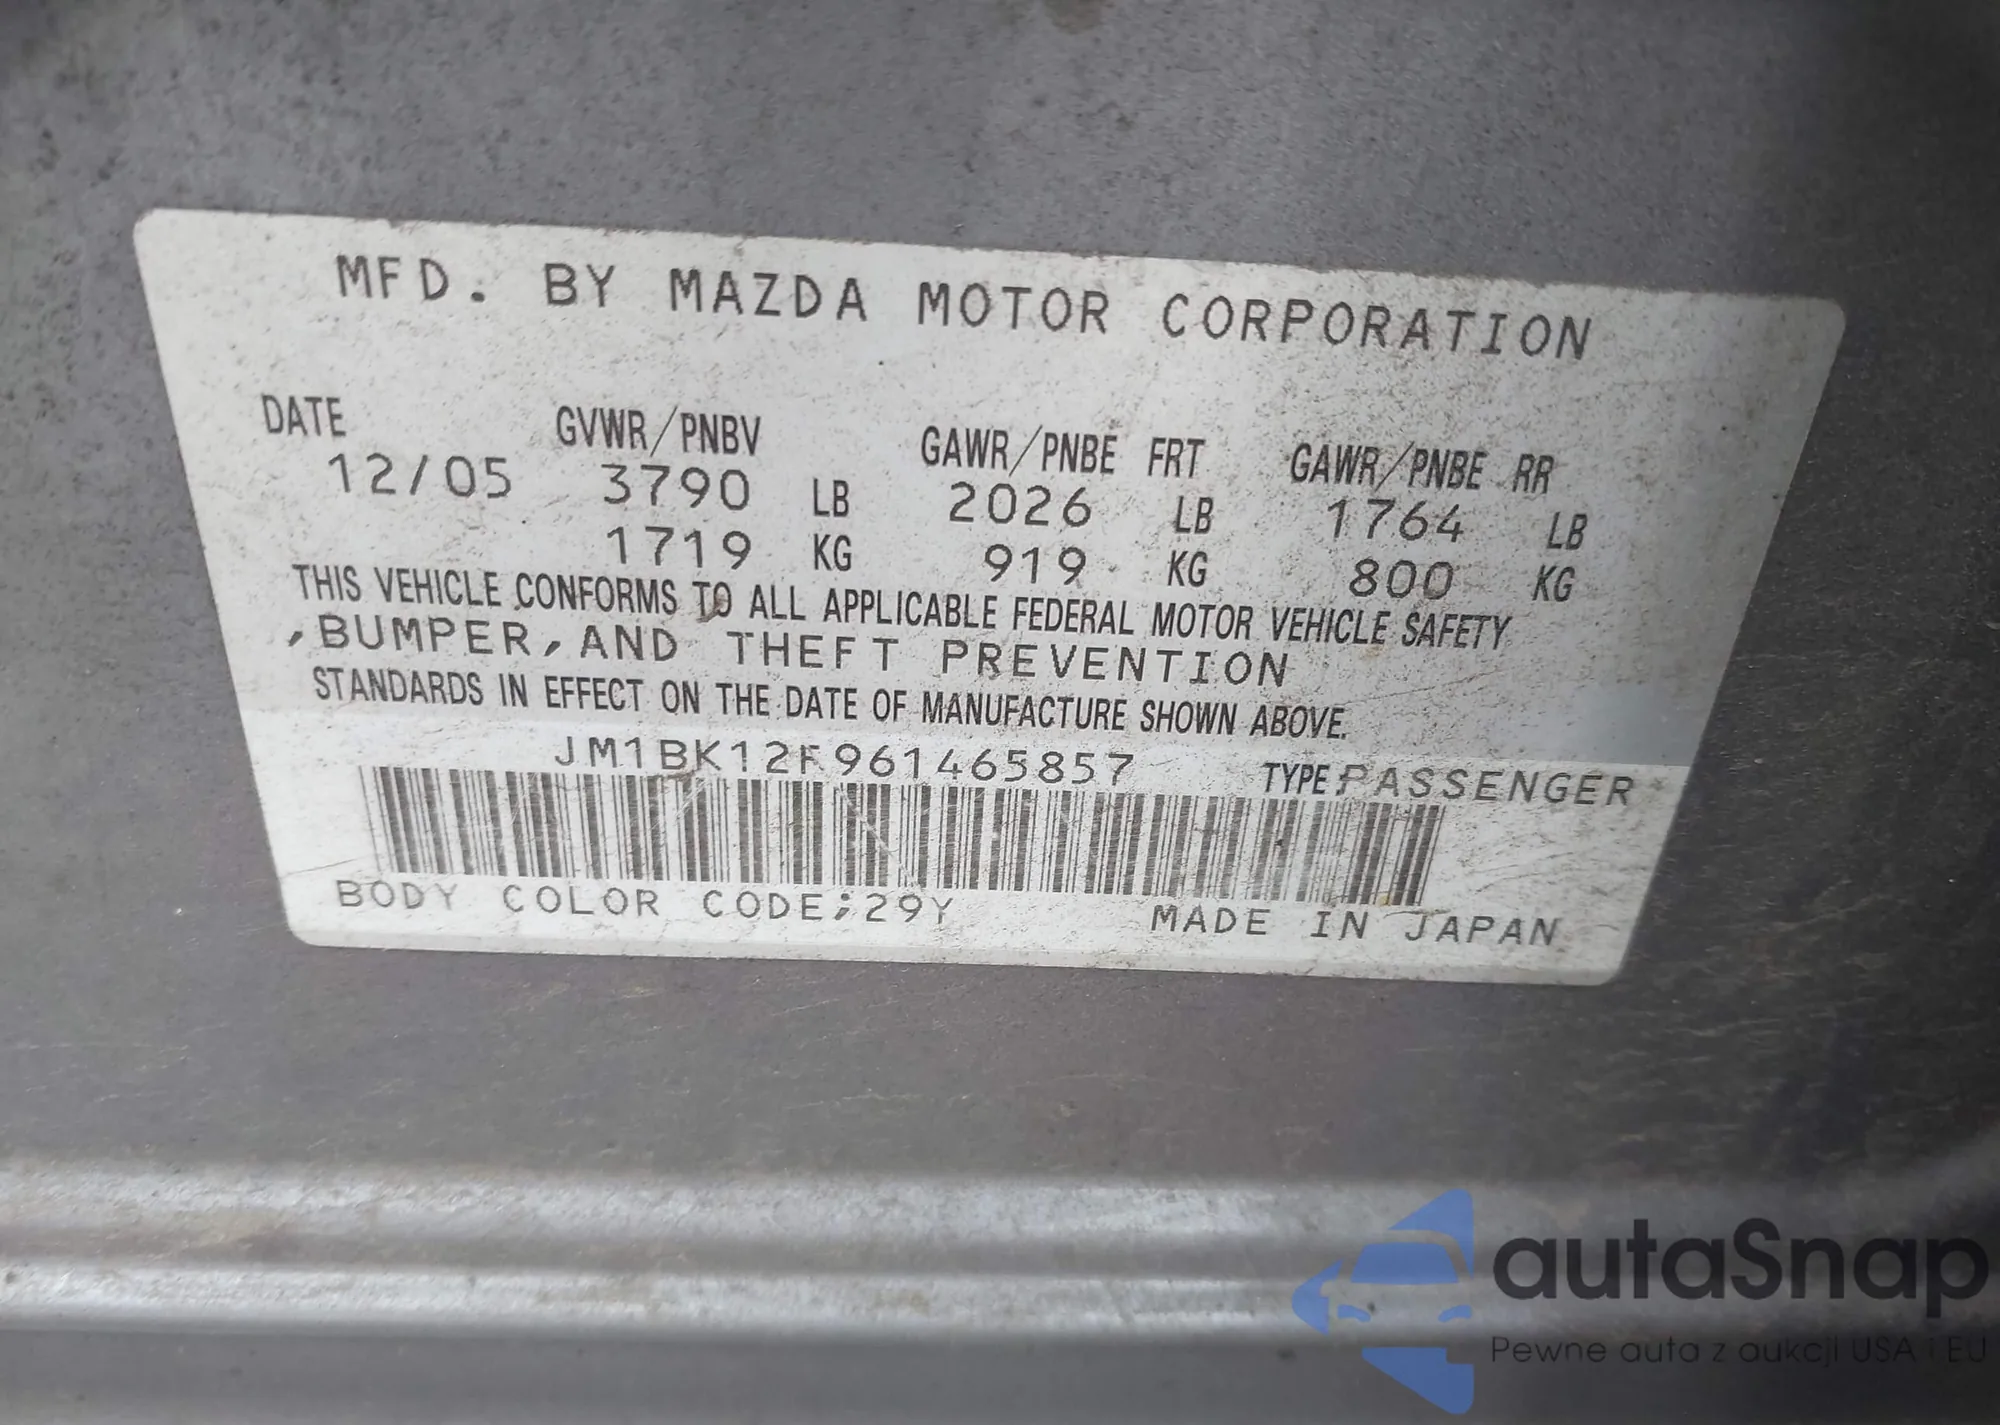 MFD. BY MAZDA MOTOR CORPORATION
DATE GVWR/PNBV GAWR/PNBE FRT GAWR/PNBE RR
12/05 3790 LB 2026 LB 1764 LB
1719 KG 919 KG 800 KG
THIS VEHICLE CONFORMS TO ALL APPLICABLE FEDERAL MOTOR VEHICLE SAFETY
,BUMPER,AND THEFT PREVENTION
STANDARDS IN EFFECT ON THE DATE OF MANUFACTURE SHOWN ABOVE.
JM1BK12F961465857 TYPE:PASSENGER
BODY COLOR CODE;29Y MADE IN JAPAN
autaSnap
Pewne auta z aukcji USA i EU